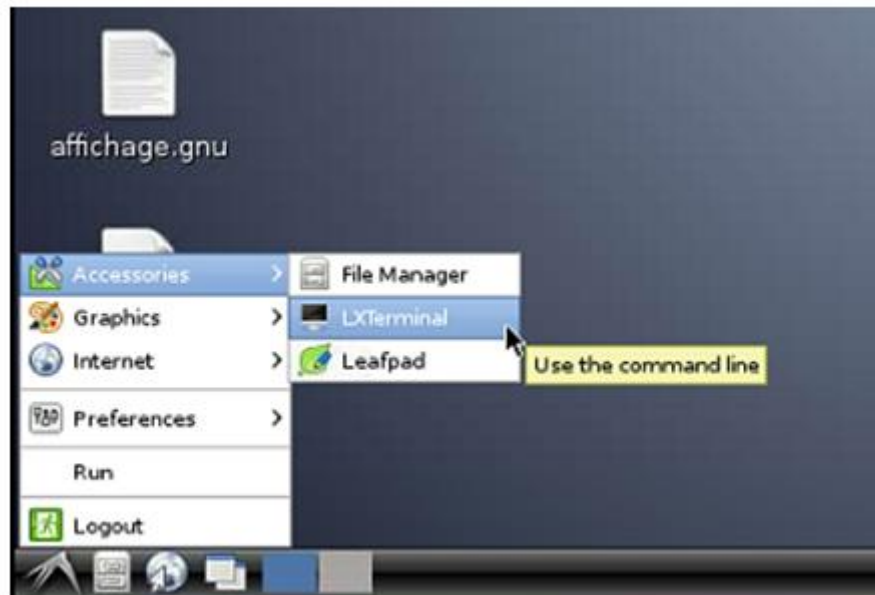 affichage.gnu
Accessories
File Manager
Graphics
LXTerminal
Internet
Leafpad
Use the command line
Preferences
Run
Logout